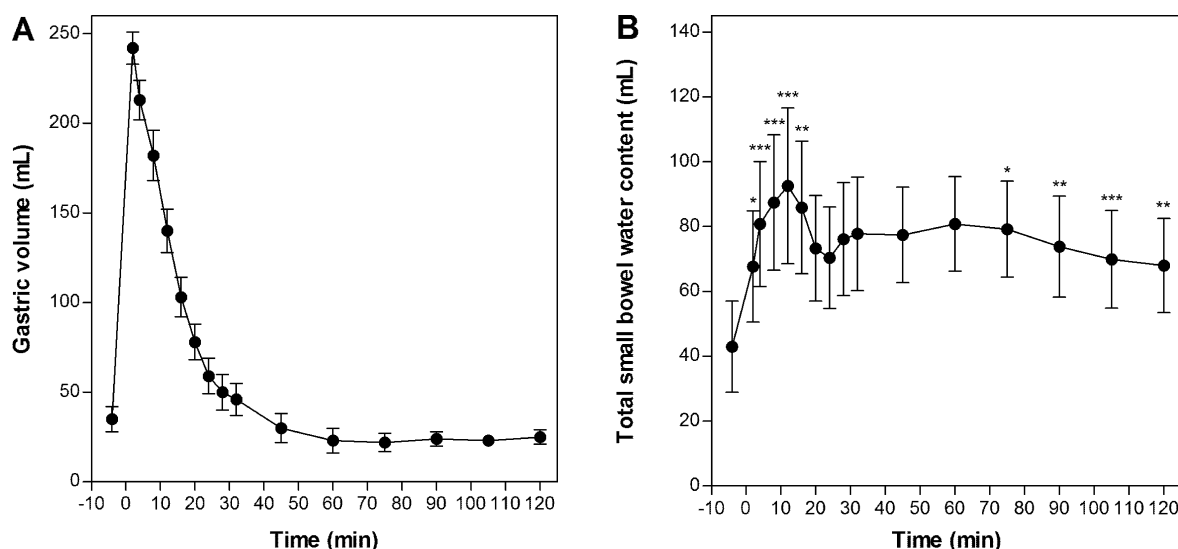 A
Gastric volume (mL)
250
200
150
100
50
0
-10 0 10 20 30 40 50 60 70 80 90 100 110 120
Time (min)
B
Total small bowel water content (mL)
140
120
100
80
60
40
20
0
* *** *** *** ** * ** *** **
-10 0 10 20 30 40 50 60 70 80 90 100 110 120
Time (min)